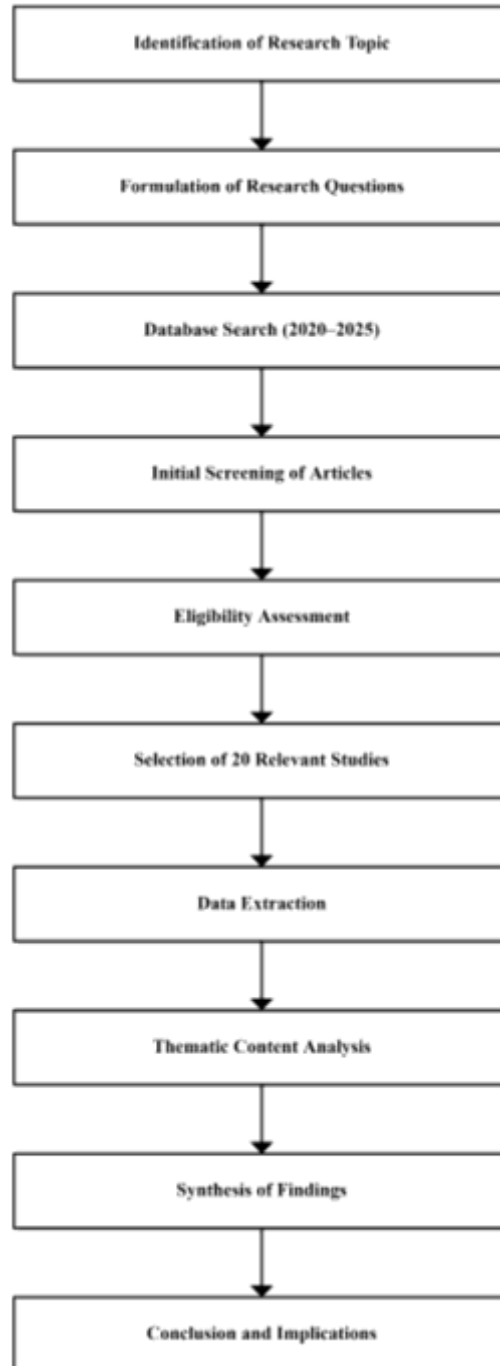 Identification of Research Topic
Formulation of Research Questions
Database Search (2020–2025)
Initial Screening of Articles
Eligibility Assessment
Selection of 20 Relevant Studies
Data Extraction
Thematic Content Analysis
Synthesis of Findings
Conclusion and Implications